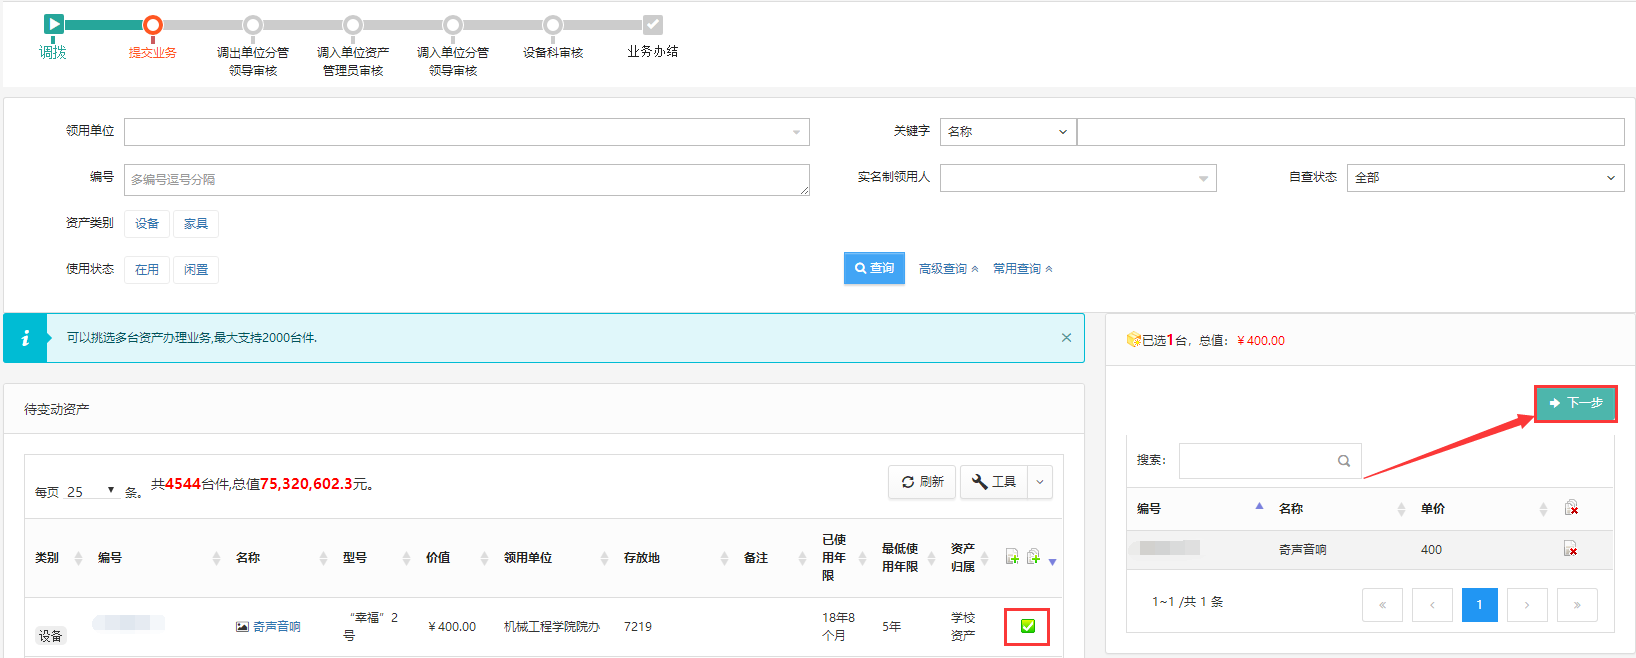 调拨
提交业务
调出单位分管
领导审核
调入单位资产
管理员审核
调入单位分管
领导审核
设备科审核
业务办结
领用单位
关键字
名称
编号
多编号逗号分隔
实名制领用人
自查状态
全部
资产类别
设备
家具
使用状态
在用
闲置
查询
高级查询
常用查询
可以挑选多台资产办理业务,最大支持2000台件.
×
已选1台，总值：￥400.00
下一步
待变动资产
每页 25 条。共4544台件,总值75,320,602.3元。
刷新
工具
搜索:
编号 名称 单价
奇声音响 400
1~1 /共 1 条
« ‹ 1 › »
类别 编号 名称 型号 价值 领用单位 存放地 备注
已使
用年
限
最低使
用年限
资产
归属
设备
奇声音响
“幸福”2
号
￥400.00
机械工程学院院办
7219
18年8
个月
5年
学校
资产